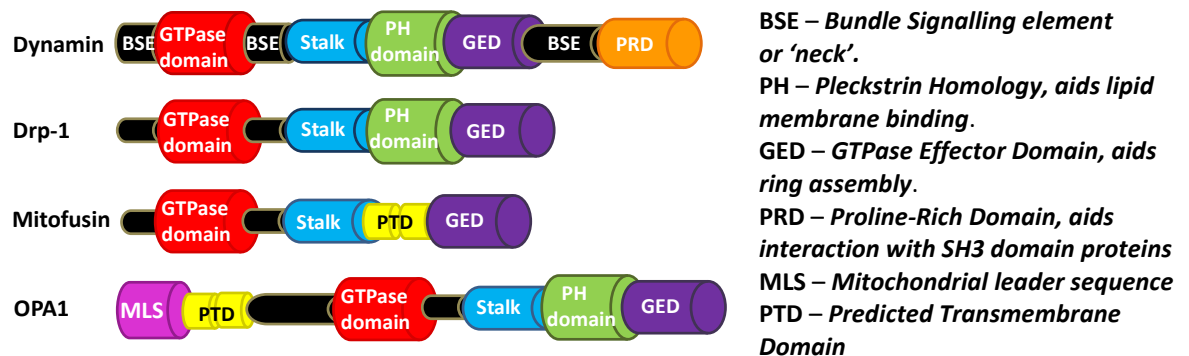 Dynamin BSE GTPase domain BSE Stalk PH domain GED BSE PRD
Drp-1 GTPase domain Stalk PH domain GED
Mitofusin GTPase domain Stalk PTD GED
OPA1 MLS PTD GTPase domain Stalk PH domain GED
BSE – Bundle Signalling element
or ‘neck’.
PH – Pleckstrin Homology, aids lipid
membrane binding.
GED – GTPase Effector Domain, aids
ring assembly.
PRD – Proline-Rich Domain, aids
interaction with SH3 domain proteins
MLS – Mitochondrial leader sequence
PTD – Predicted Transmembrane
Domain